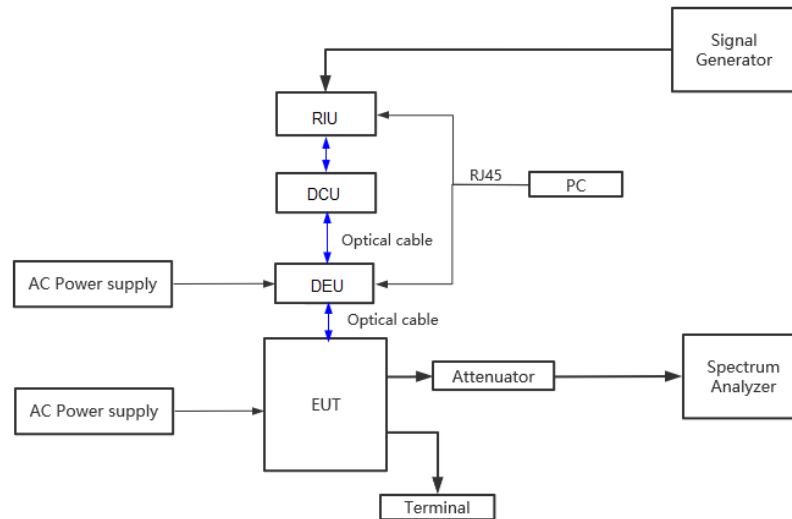 Signal
Generator
RIU
RJ45
PC
DCU
Optical cable
AC Power supply
DEU
Optical cable
Attenuator
Spectrum
Analyzer
AC Power supply
EUT
Terminal